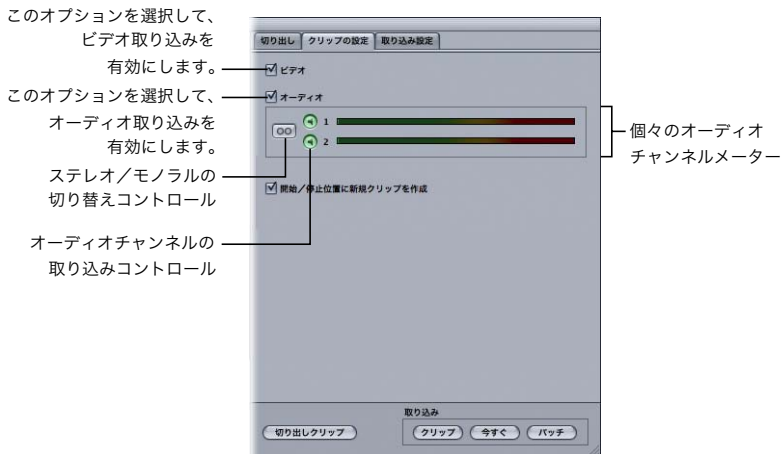 このオプションを選択して、
ビデオ取り込みを
有効にします。
このオプションを選択して、
オーディオ取り込みを
有効にします。
ステレオ／モノラルの
切り替えコントロール
オーディオチャンネルの
取り込みコントロール
切り出し
クリップの設定
取り込み設定
ビデオ
オーディオ
1
2
開始／停止位置に新規クリップを作成
個々のオーディオ
チャンネルメーター
取り込み
切り出しクリップ
クリップ
今すぐ
バッチ